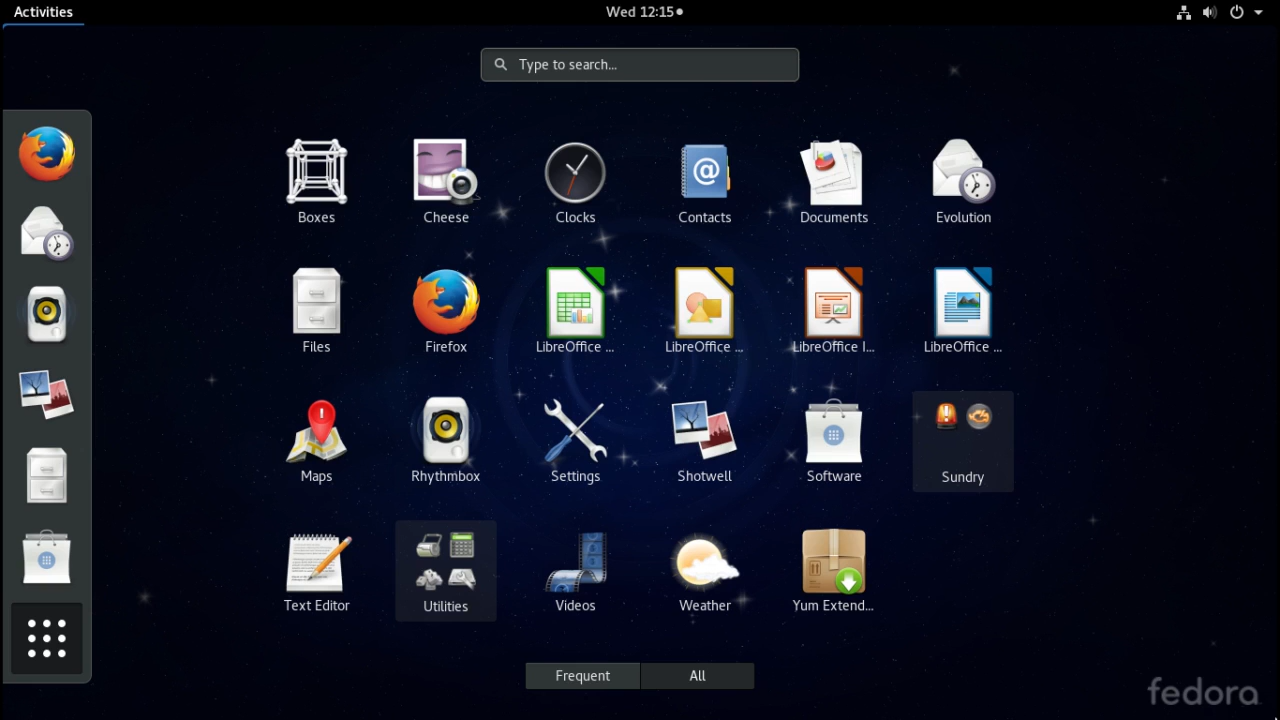 Activities
Wed 12:15
Type to search...
Boxes
Cheese
Clocks
Contacts
Documents
Evolution
Files
Firefox
LibreOffice ...
LibreOffice ...
LibreOffice I...
LibreOffice ...
Maps
Rhythmbox
Settings
Shotwell
Software
Sundry
Text Editor
Utilities
Videos
Weather
Yum Extend...
Frequent
All
fedora